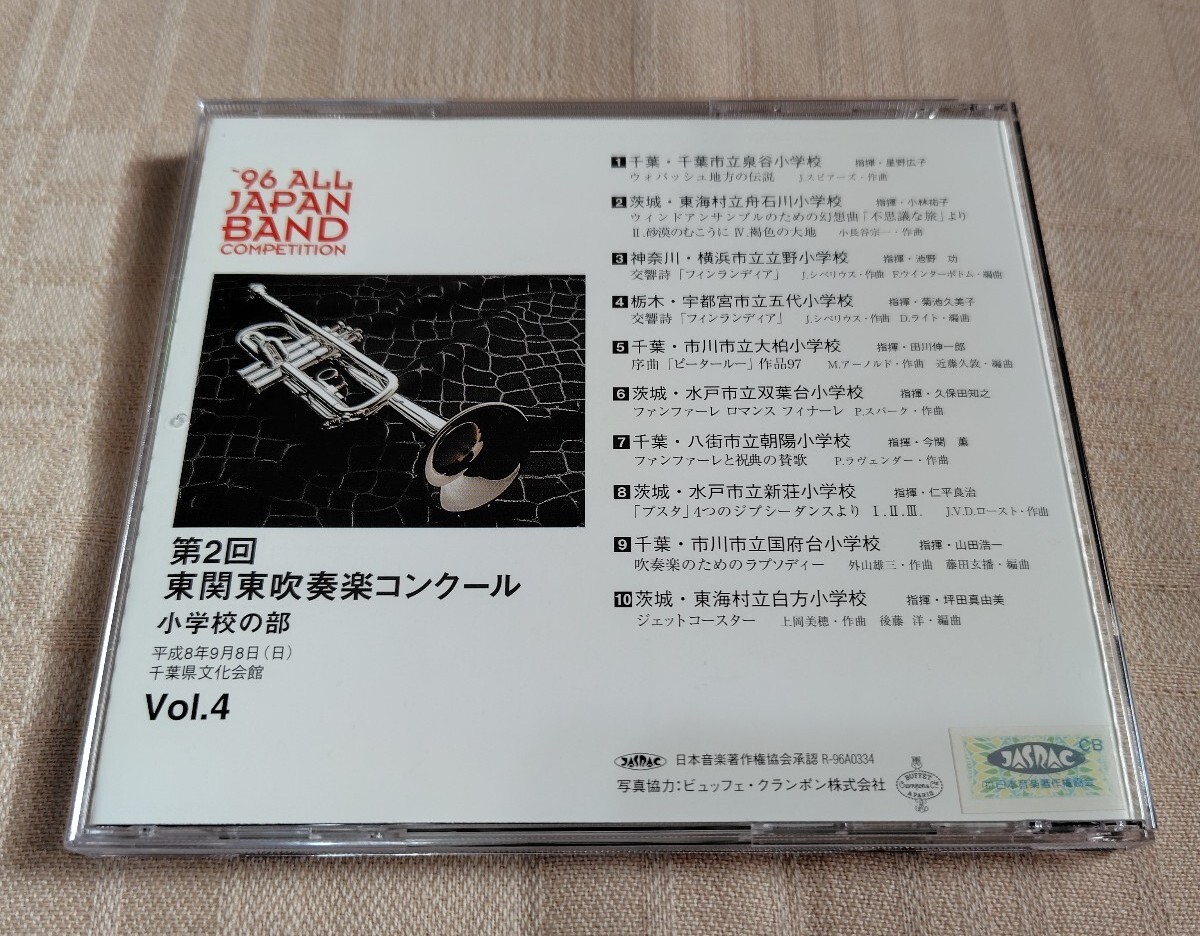 '96 ALL
JAPAN
BAND
COMPETITION
第2回
東関東吹奏楽コンクール
小学校の部
平成8年9月8日(日)
千葉県文化会館
Vol.4
1 千葉・千葉市立泉谷小学校 指揮・星野広子
ウォバッシュ地方の伝説 J.スピアーズ・作曲
2 茨城・東海村立舟石川小学校 指揮・小林祐子
ウィンドアンサンブルのための幻想曲「不思議な旅」より
Ⅱ.砂漠のむこうに Ⅳ.褐色の大地 小長谷宗一・作曲
3 神奈川・横浜市立立野小学校 指揮・池野 功
交響詩「フィンランディア」 J.シベリウス・作曲 F.ウインターボトム・編曲
4 栃木・宇都宮市立五代小学校 指揮・菊池久美子
交響詩「フィンランディア」 J.シベリウス・作曲 D.ライト・編曲
5 千葉・市川市立大柏小学校 指揮・田川伸一郎
序曲「ピータールー」作品97 M.アーノルド・作曲 近藤久敦・編曲
6 茨城・水戸市立双葉台小学校 指揮・久保田知之
ファンファーレ ロマンス フィナーレ P.スパーク・作曲
7 千葉・八街市立朝陽小学校 指揮・今関 薫
ファンファーレと祝典の賛歌 P.ラヴェンダー・作曲
8 茨城・水戸市立新荘小学校 指揮・仁平良治
「プスタ」4つのジプシーダンスより Ⅰ.Ⅱ.Ⅲ. J.V.D.ロースト・作曲
9 千葉・市川市立国府台小学校 指揮・山田浩一
吹奏楽のためのラプソディー 外山雄三・作曲 藤田玄播・編曲
10 茨城・東海村立白方小学校 指揮・坪田真由美
ジェットコースター 上岡美穂・作曲 後藤 洋・編曲
JASRAC 日本音楽著作権協会承認 R-96A0334
写真協力:ビュッフェ・クランポン株式会社
BUFFET
Crampon & Cie
A PARIS
CB
JASRAC